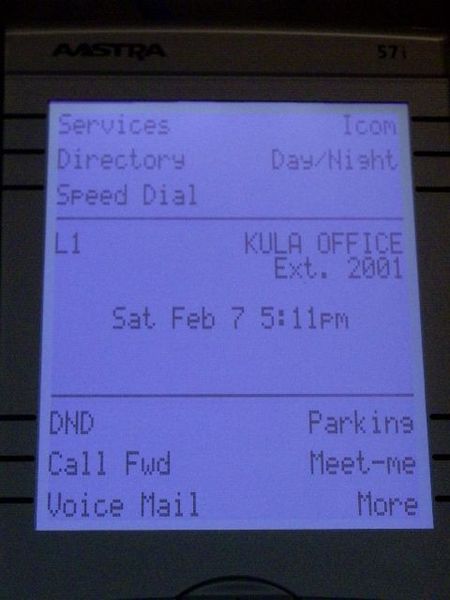 AASTRA 57i
Services Icom
Directory Day/Night
Speed Dial
L1 KULA OFFICE
Ext. 2001
Sat Feb 7 5:11pm
DND Parking
Call Fwd Meet-me
Voice Mail More